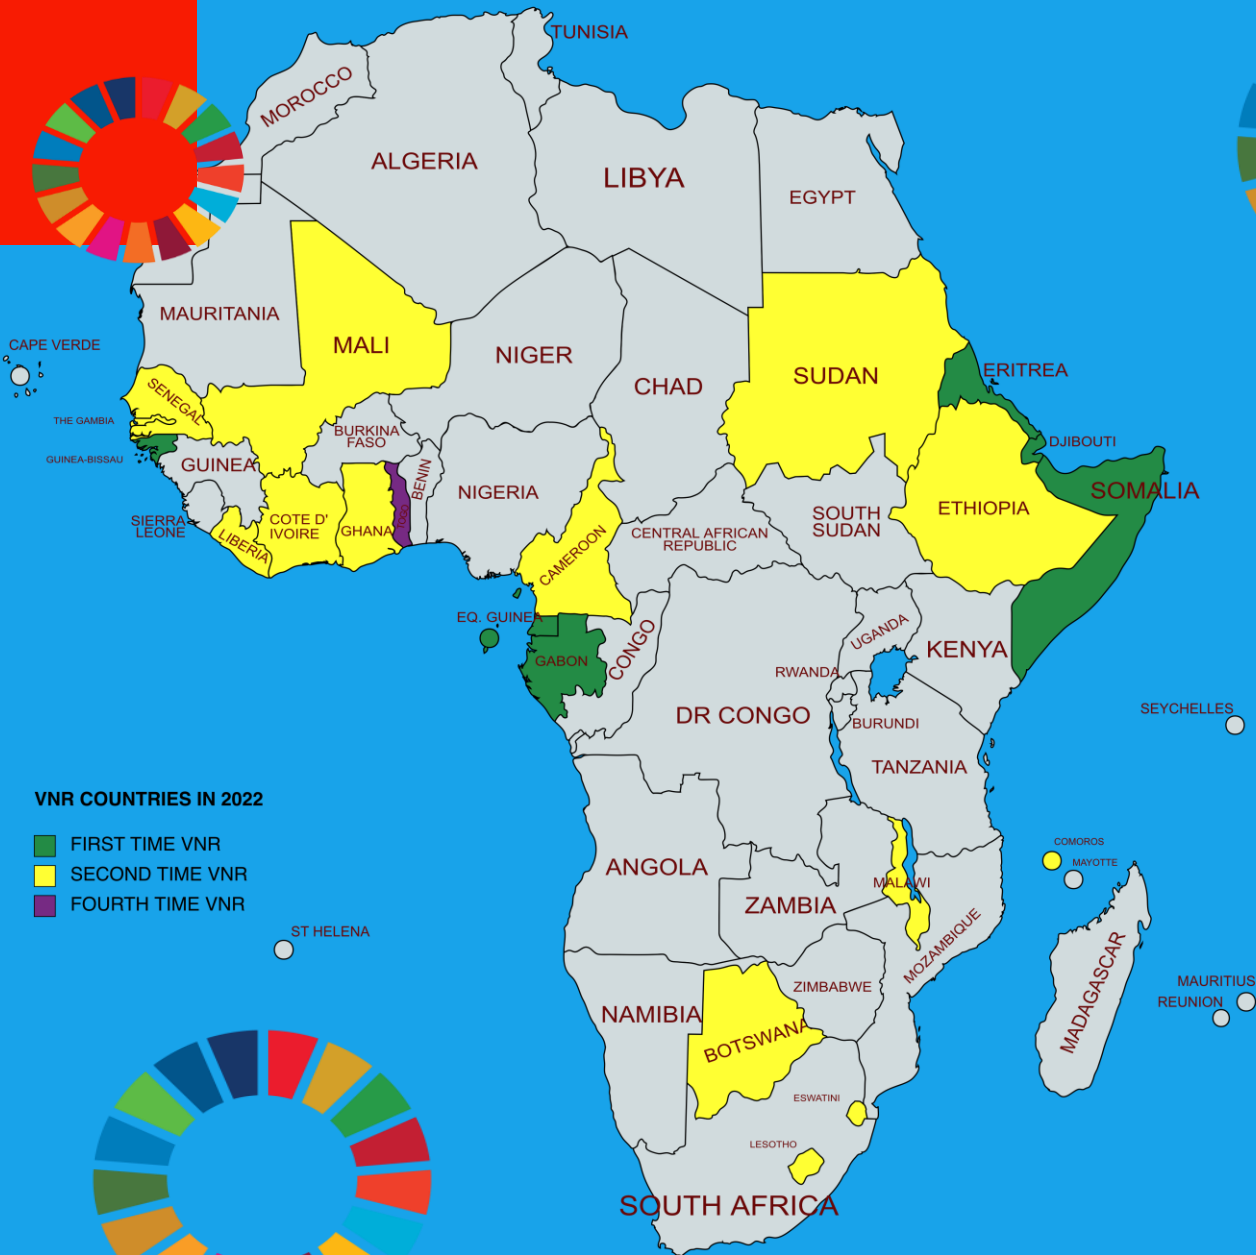 TUNISIA
MOROCCO
ALGERIA
LIBYA
EGYPT
MAURITANIA
MALI
CAPE VERDE
NIGER
CHAD
SUDAN
ERITREA
SENEGAL
THE GAMBIA
BURKINA
FASO
DJIBOUTI
GUINEA-BISSAU
GUINEA
BENIN
NIGERIA
SOMALIA
ETHIOPIA
TOGO
SIERRA
LEONE
LIBERIA
COTE D'
IVOIRE
GHANA
CAMEROON
CENTRAL AFRICAN
REPUBLIC
SOUTH
SUDAN
EQ. GUINEA
GABON
CONGO
UGANDA
KENYA
RWANDA
DR CONGO
BURUNDI
SEYCHELLES
TANZANIA
VNR COUNTRIES IN 2022
FIRST TIME VNR
SECOND TIME VNR
FOURTH TIME VNR
ANGOLA
COMOROS
MAYOTTE
MALAWI
ZAMBIA
ST HELENA
MOZAMBIQUE
MADAGASCAR
MAURITIUS
REUNION
ZIMBABWE
NAMIBIA
BOTSWANA
ESWATINI
LESOTHO
SOUTH AFRICA